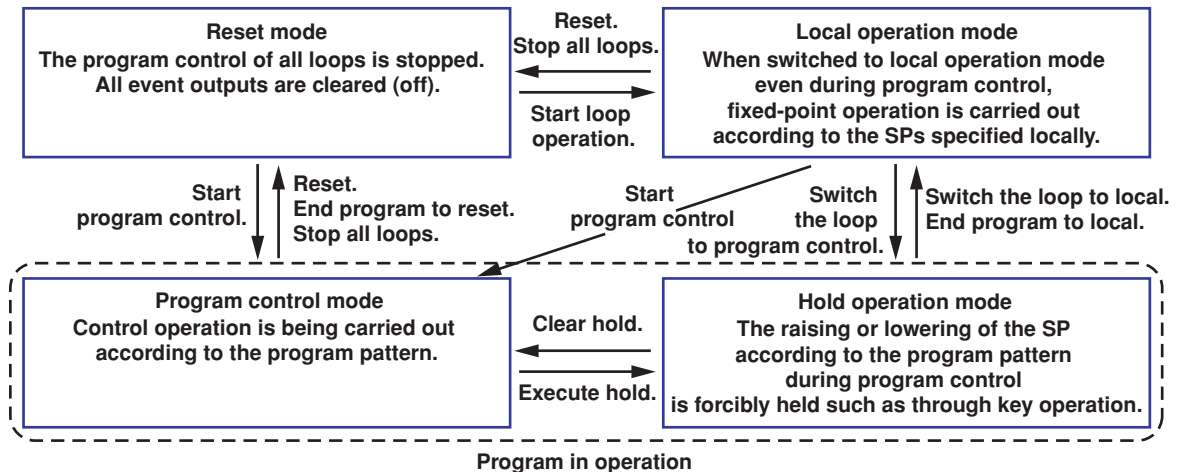 Reset mode
The program control of all loops is stopped.
All event outputs are cleared (off).
Reset.
Stop all loops.
Start loop
operation.
Local operation mode
When switched to local operation mode
even during program control,
fixed-point operation is carried out
according to the SPs specified locally.
Start
program control.
Reset.
End program to reset.
Stop all loops.
Start
program control
Switch
the loop
to program control.
Switch the loop to local.
End program to local.
Program control mode
Control operation is being carried out
according to the program pattern.
Clear hold.
Execute hold.
Hold operation mode
The raising or lowering of the SP
according to the program pattern
during program control
is forcibly held such as through key operation.
Program in operation